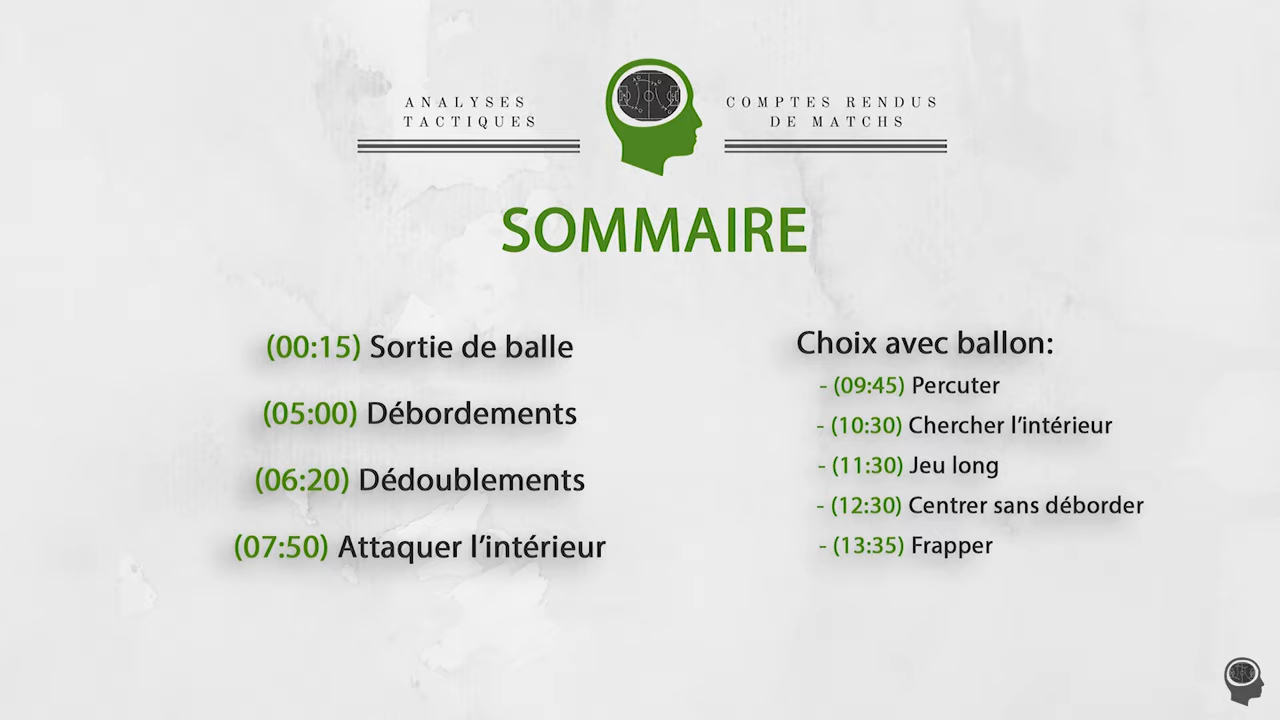 ANALYSES
TACTIQUES
COMPTES RENDUS
DE MATCHS
SOMMAIRE
(00:15) Sortie de balle
(05:00) Débordements
(06:20) Dédoublements
(07:50) Attaquer l’intérieur
Choix avec ballon:
- (09:45) Percuter
- (10:30) Chercher l’intérieur
- (11:30) Jeu long
- (12:30) Centrer sans déborder
- (13:35) Frapper